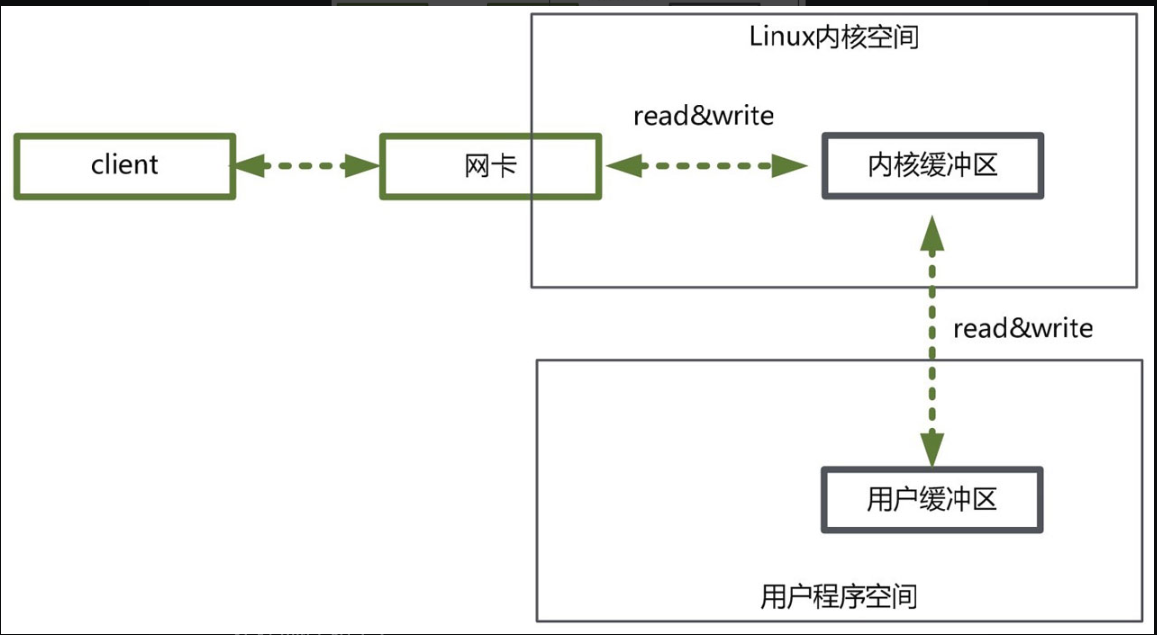 Linux内核空间
read&write
client
网卡
内核缓冲区
read&write
用户缓冲区
用户程序空间